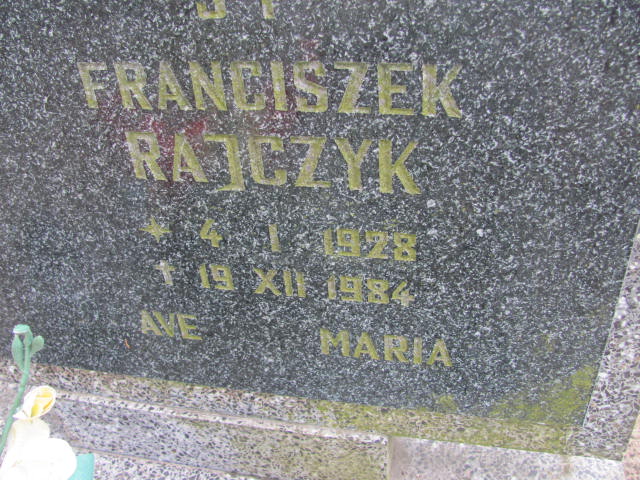 FRANCISZEK
RAJCZYK
* 4 I 1928
† 19 XII 1984
AVE MARIA